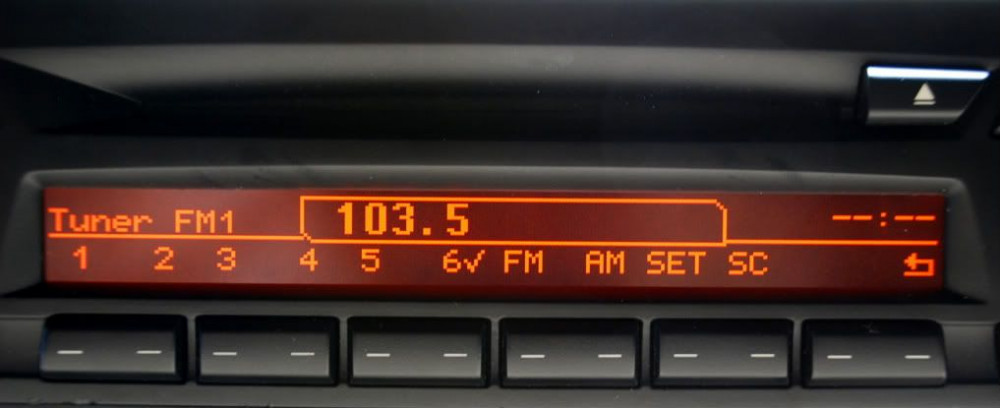 Tuner FM1 103.5 --:--
1 2 3 4 5 6✓ FM AM SET SC